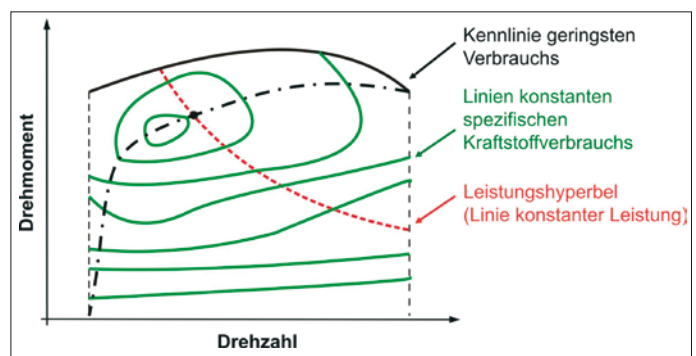 Kennlinie geringsten
Verbrauchs
Linien konstanten
spezifischen
Kraftstoffverbrauchs
Leistungshyperbel
(Linie konstanter Leistung)
Drehmoment
Drehzahl